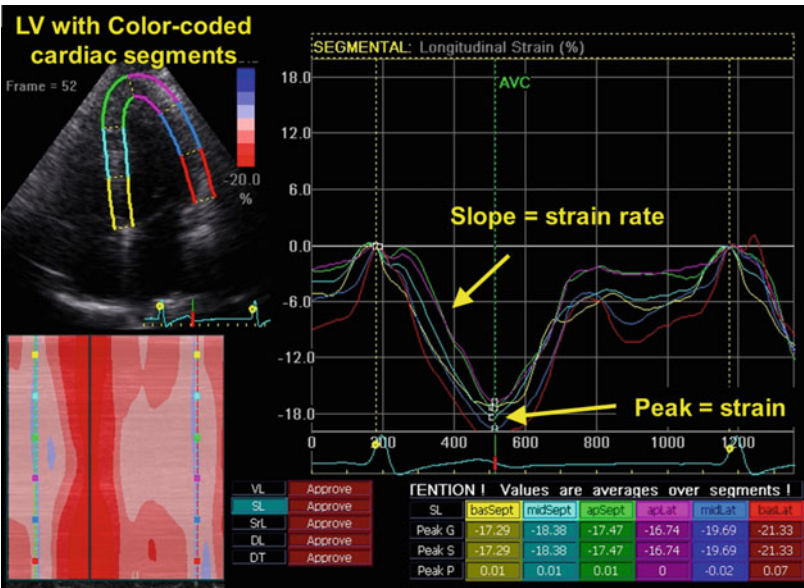 LV with Color-coded
cardiac segments
Frame = 52
-20.0
%
SEGMENTAL: Longitudinal Strain (%)
AVC
18.0
12.0
6.0
0.0
-6.0
-12.0
-18.0
Slope = strain rate
Peak = strain
0 200 400 600 800 1000 1200
VL Approve
SL Approve
SrL Approve
DL Approve
DT Approve
TENTION ! Values are averages over segments !
SL basSept midSept apSept apLat midLat basLat
Peak G -17.29 -18.38 -17.47 -16.74 -19.69 -21.33
Peak S -17.29 -18.38 -17.47 -16.74 -19.69 -21.33
Peak P 0.01 0.01 0.01 0 -0.02 0.07